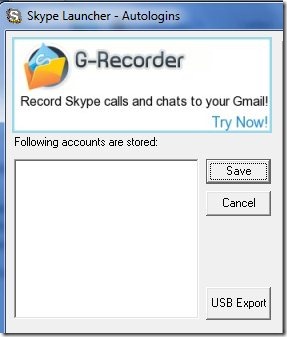 Skype Launcher - Autologins
G-Recorder
Record Skype calls and chats to your Gmail!
Try Now!
Following accounts are stored:
Save
Cancel
USB Export